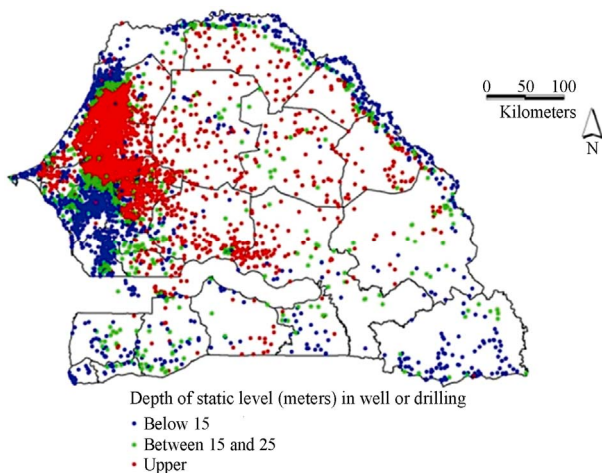 0 50 100
Kilometers
N
Depth of static level (meters) in well or drilling
Below 15
Between 15 and 25
Upper